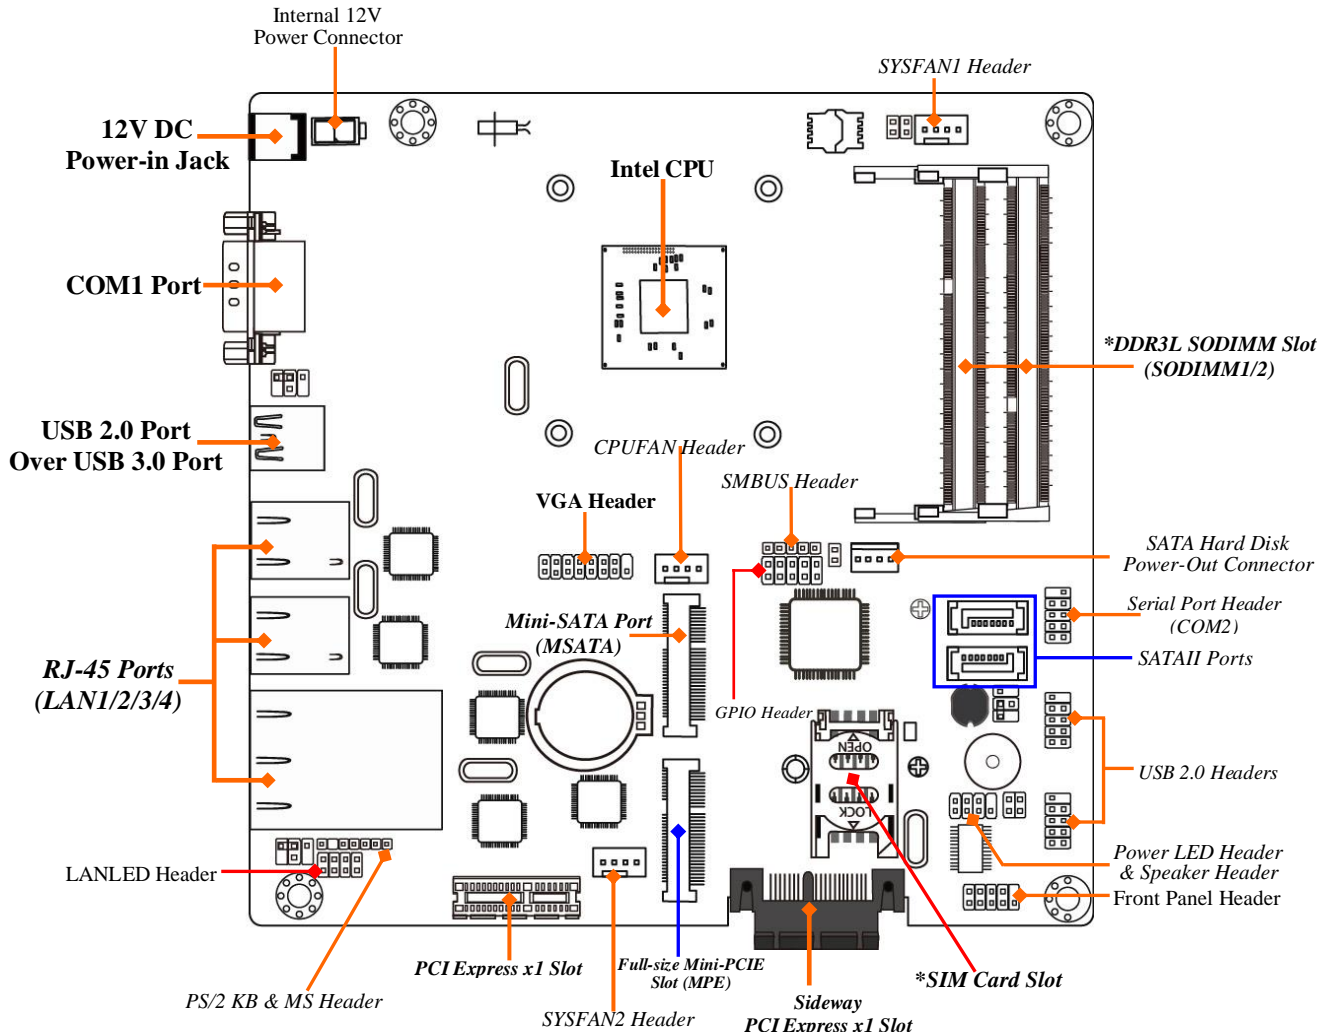 Internal 12V
Power Connector
SYSFAN1 Header
12V DC
Power-in Jack
Intel CPU
COM1 Port
*DDR3L SODIMM Slot
(SODIMM1/2)
USB 2.0 Port
Over USB 3.0 Port
CPUFAN Header
SMBUS Header
VGA Header
SATA Hard Disk
Power-Out Connector
Serial Port Header
(COM2)
Mini-SATA Port
(MSATA)
SATAII Ports
RJ-45 Ports
(LAN1/2/3/4)
GPIO Header
OPEN
USB 2.0 Headers
LOCK
Power LED Header
& Speaker Header
LANLED Header
Front Panel Header
PCI Express x1 Slot
Full-size Mini-PCIE
Slot (MPE)
*SIM Card Slot
PS/2 KB & MS Header
Sideway
PCI Express x1 Slot
SYSFAN2 Header